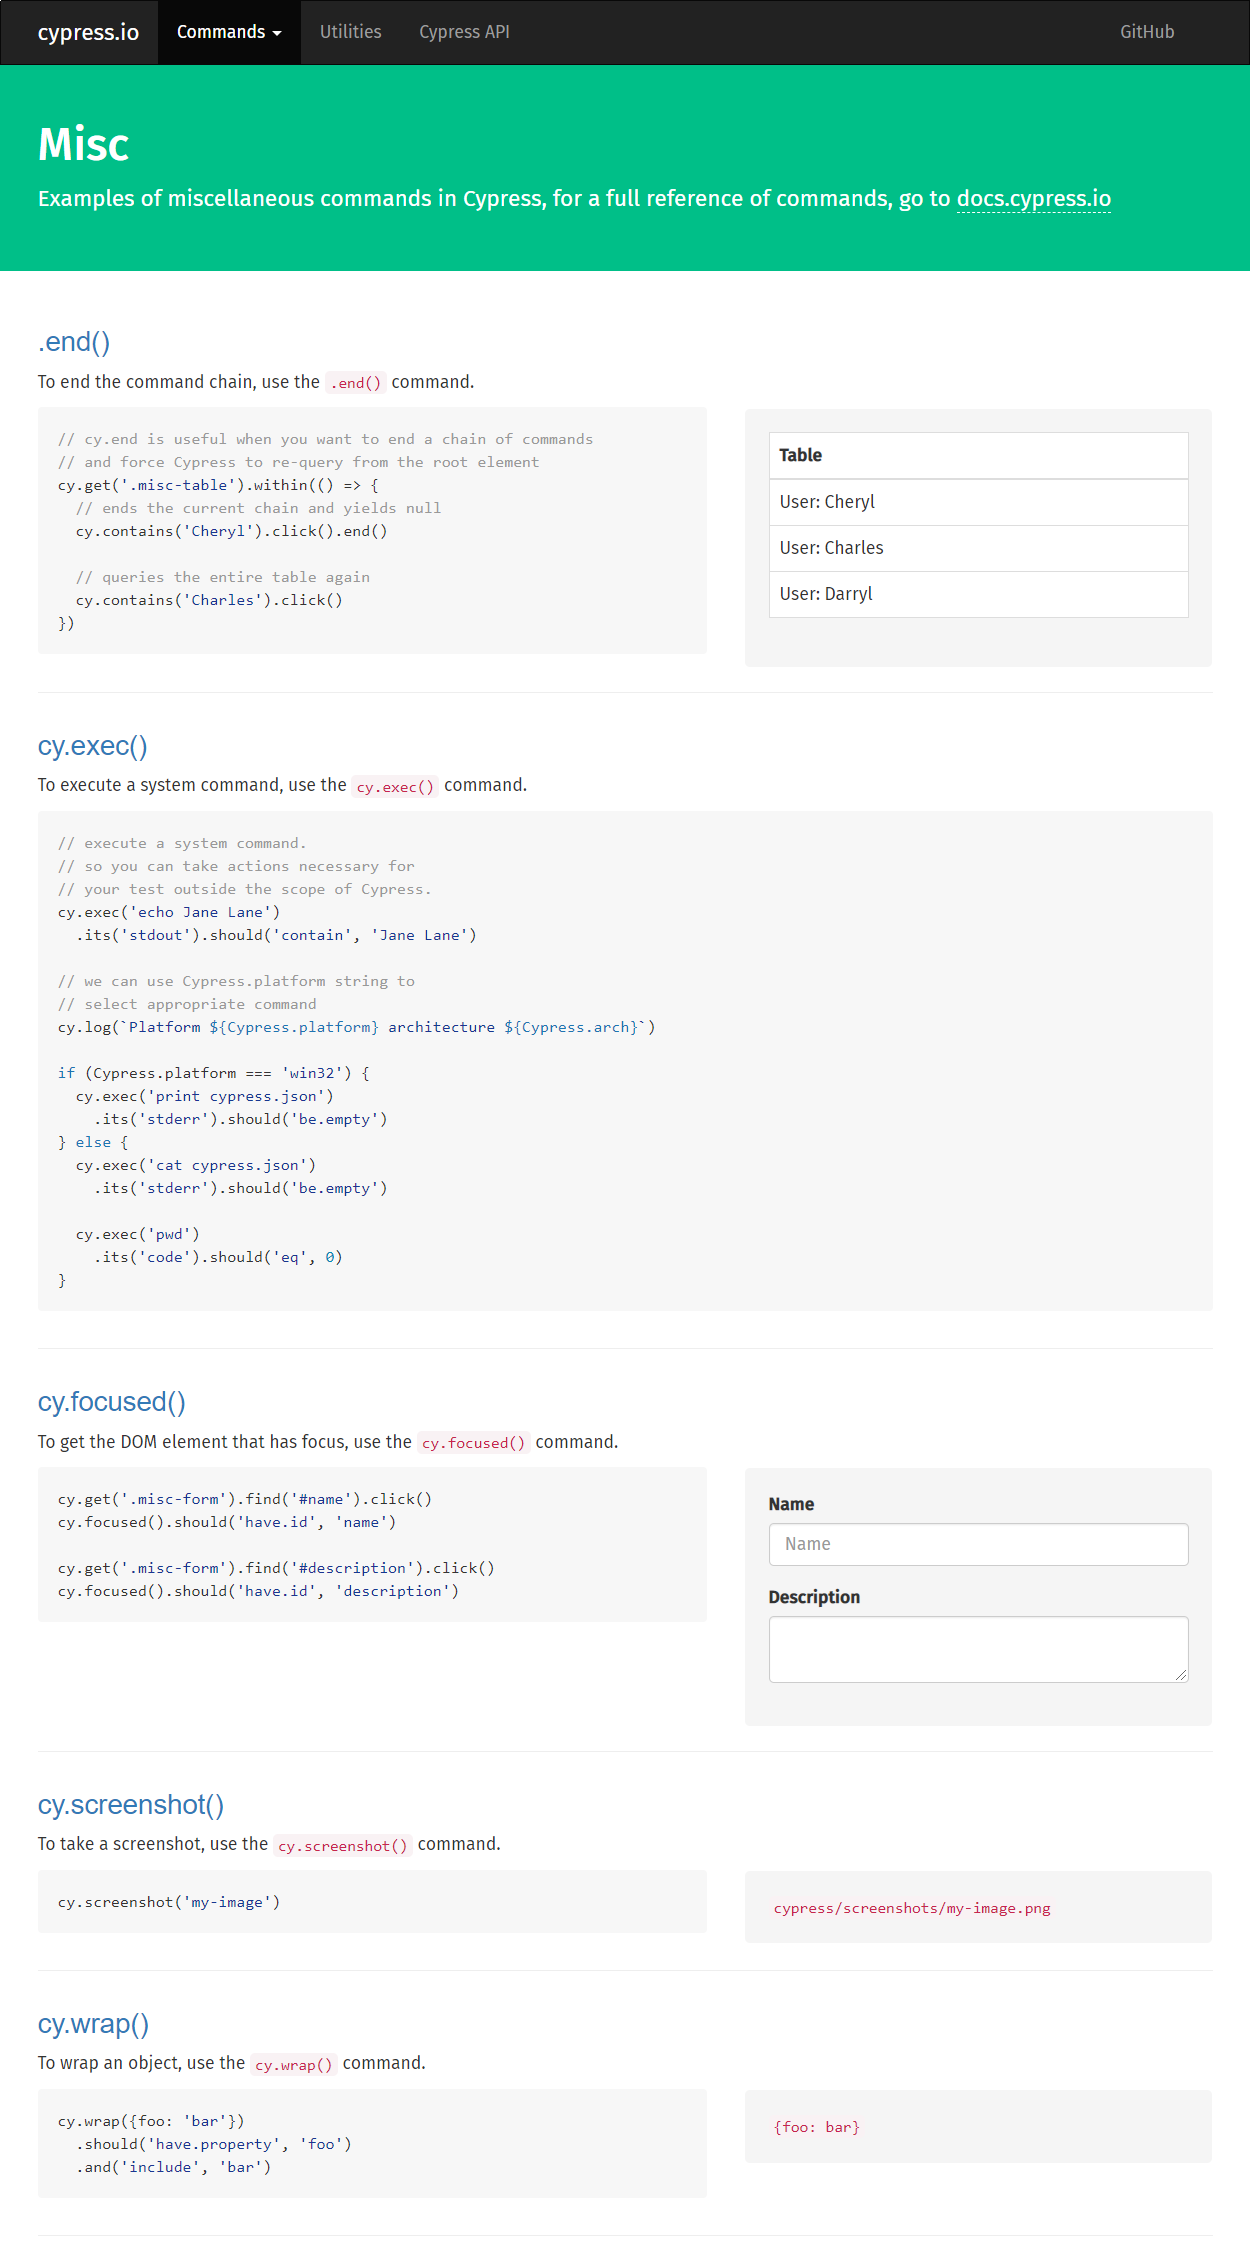 cypress.io Commands Utilities Cypress API GitHub
Misc
Examples of miscellaneous commands in Cypress, for a full reference of commands, go to docs.cypress.io
.end()
To end the command chain, use the .end() command.
// cy.end is useful when you want to end a chain of commands
// and force Cypress to re-query from the root element
cy.get('.misc-table').within(() => {
  // ends the current chain and yields null
  cy.contains('Cheryl').click().end()

  // queries the entire table again
  cy.contains('Charles').click()
})
Table
User: Cheryl
User: Charles
User: Darryl
cy.exec()
To execute a system command, use the cy.exec() command.
// execute a system command.
// so you can take actions necessary for
// your test outside the scope of Cypress.
cy.exec('echo Jane Lane')
  .its('stdout').should('contain', 'Jane Lane')

// we can use Cypress.platform string to
// select appropriate command
cy.log(`Platform ${Cypress.platform} architecture ${Cypress.arch}`)

if (Cypress.platform === 'win32') {
  cy.exec('print cypress.json')
    .its('stderr').should('be.empty')
} else {
  cy.exec('cat cypress.json')
    .its('stderr').should('be.empty')

  cy.exec('pwd')
    .its('code').should('eq', 0)
}
cy.focused()
To get the DOM element that has focus, use the cy.focused() command.
cy.get('.misc-form').find('#name').click()
cy.focused().should('have.id', 'name')

cy.get('.misc-form').find('#description').click()
cy.focused().should('have.id', 'description')
Name
Name
Description
cy.screenshot()
To take a screenshot, use the cy.screenshot() command.
cy.screenshot('my-image')
cypress/screenshots/my-image.png
cy.wrap()
To wrap an object, use the cy.wrap() command.
cy.wrap({foo: 'bar'})
  .should('have.property', 'foo')
  .and('include', 'bar')
{foo: bar}